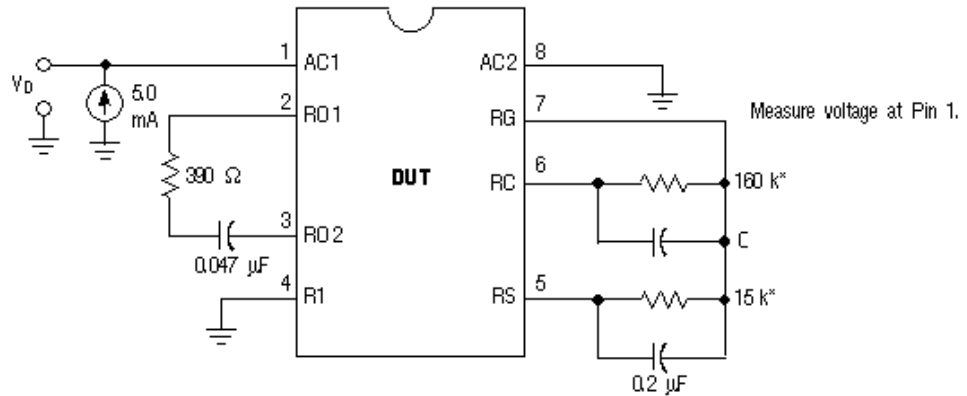 1
AC1
AC2
8
V_D
5.0
mA
2
RO1
RG
7
Measure voltage at Pin 1.
390 Ω
DUT
RC
6
160 k*
3
RO2
C
0.047 μF
4
R1
RS
5
15 k*
0.2 μF